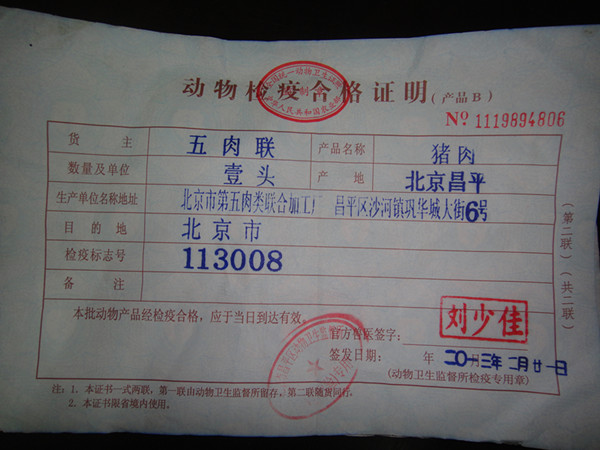 动物检疫合格证明(产品B)
№ 1119894806
货主 五肉联 产品名称 猪肉
数量及单位 壹头 产地 北京昌平
生产单位名称地址 北京市第五肉类联合加工厂 昌平区沙河镇巩华城大街6号
目的地 北京市
检疫标志号 113008
备注
本批动物产品经检疫合格,应于当日到达有效。
官方兽医签字: 刘少佳
签发日期: 年 二〇一三年二月廿一日
(动物卫生监督所检疫专用章)
注:1. 本证书一式两联,第一联由动物卫生监督所留存,第二联随货同行。
2. 本证书限省境内使用。
(第二联)
(共二联)